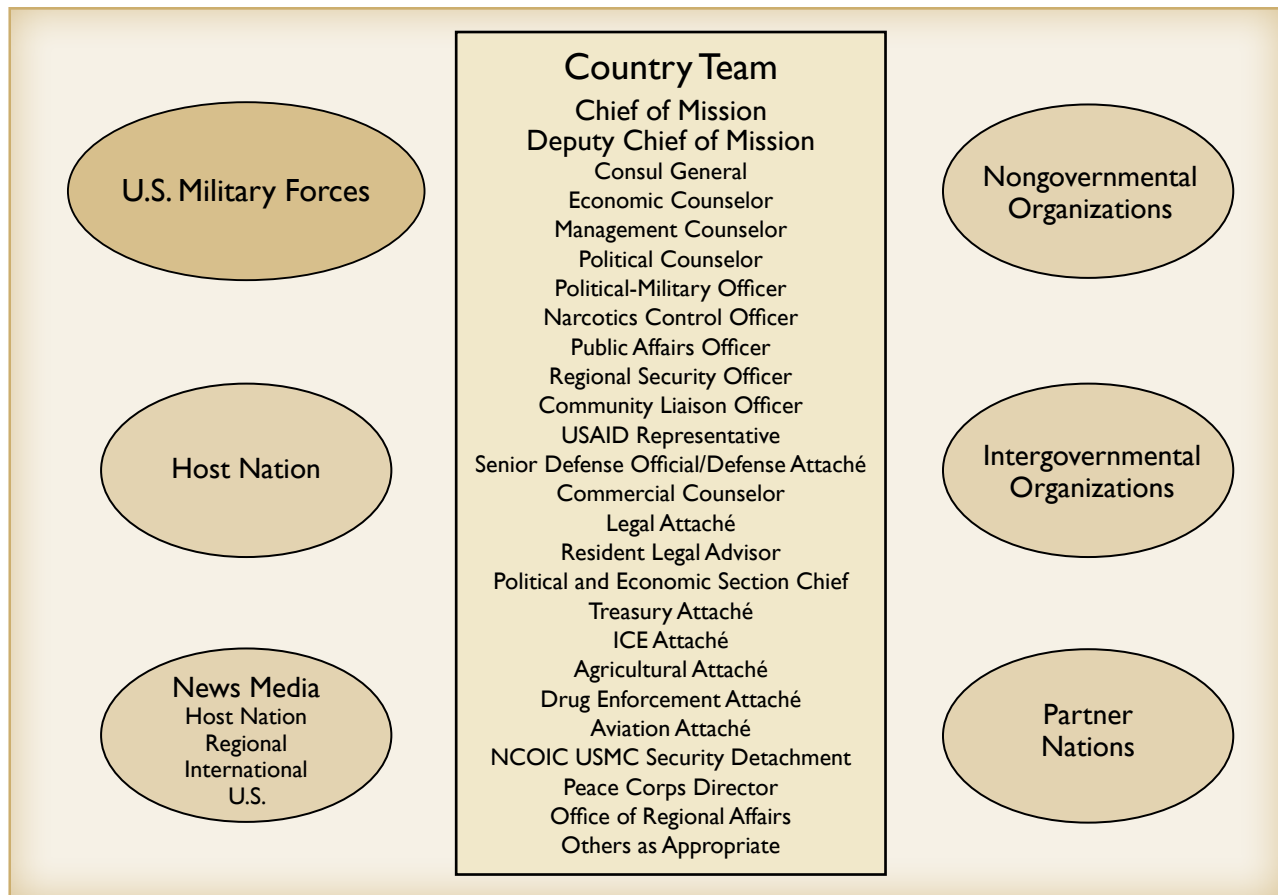 U.S. Military Forces
Host Nation
News Media
Host Nation
Regional
International
U.S.
Country Team
Chief of Mission
Deputy Chief of Mission
Consul General
Economic Counselor
Management Counselor
Political Counselor
Political-Military Officer
Narcotics Control Officer
Public Affairs Officer
Regional Security Officer
Community Liaison Officer
USAID Representative
Senior Defense Official/Defense Attaché
Commercial Counselor
Legal Attaché
Resident Legal Advisor
Political and Economic Section Chief
Treasury Attaché
ICE Attaché
Agricultural Attaché
Drug Enforcement Attaché
Aviation Attaché
NCOIC USMC Security Detachment
Peace Corps Director
Office of Regional Affairs
Others as Appropriate
Nongovernmental
Organizations
Intergovernmental
Organizations
Partner
Nations